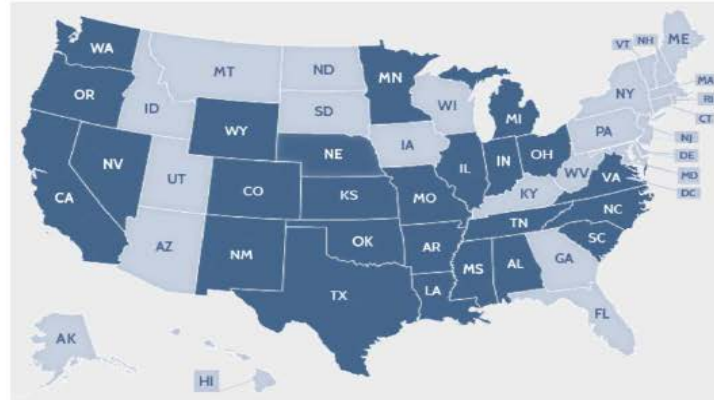 WA
MT
ND
MN
VT
NH
ME
OR
ID
SD
WI
MI
NY
MA
RI
CT
WY
IA
PA
NJ
NV
NE
IL
IN
OH
DE
MD
DC
UT
CO
KS
MO
KY
WV
VA
CA
NC
TN
AZ
NM
OK
AR
SC
MS
AL
GA
TX
LA
FL
AK
HI